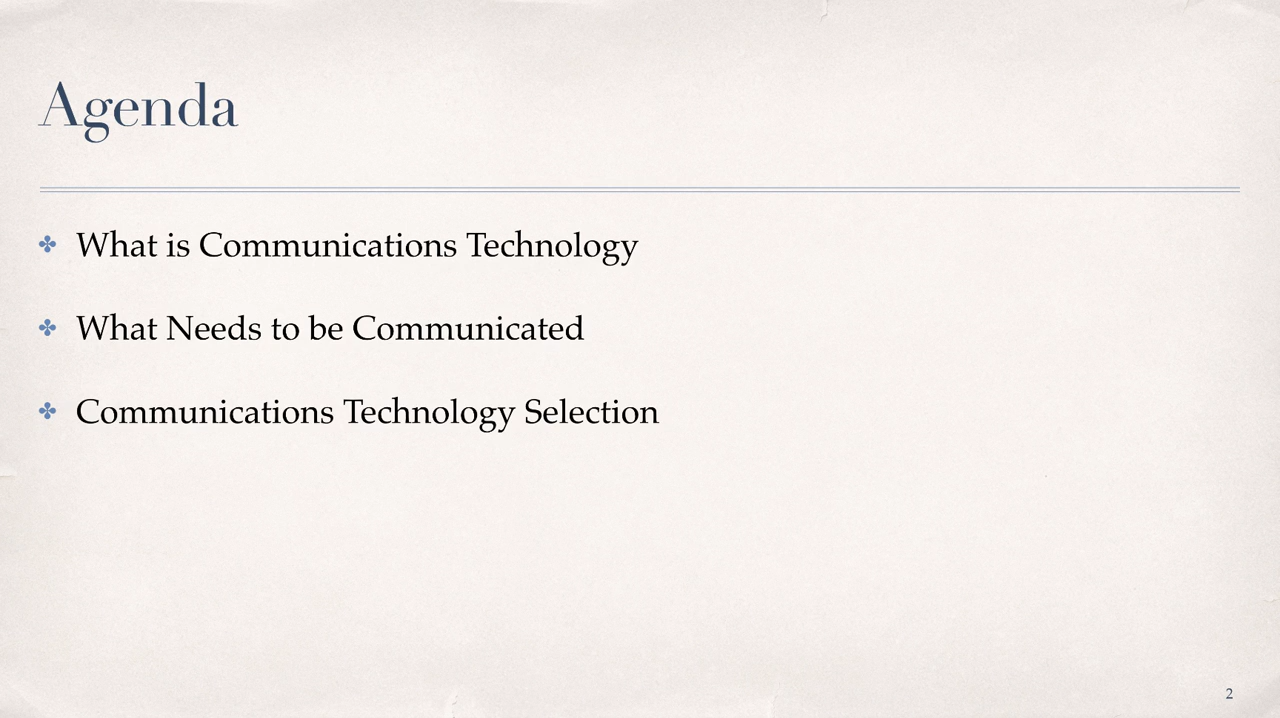 Agenda
✤ What is Communications Technology
✤ What Needs to be Communicated
✤ Communications Technology Selection
2